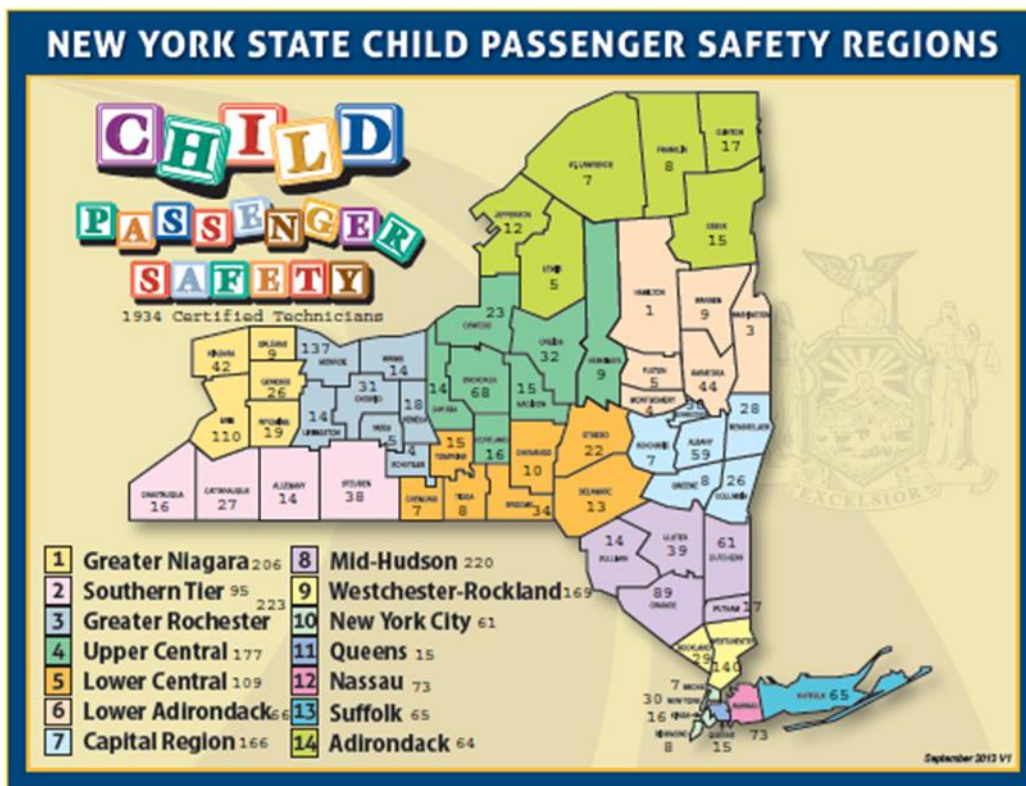 NEW YORK STATE CHILD PASSENGER SAFETY REGIONS
CHILD
PASSENGER
SAFETY
1934 Certified Technicians
CLINTON
17
FRANKLIN
8
ST. LAWRENCE
7
ESSEX
15
JEFFERSON
12
LEWIS
5
HAMILTON
1
WARREN
9
WASHINGTON
3
OSWEGO
23
ONEIDA
32
HERKIMER
9
FULTON
5
SARATOGA
44
MONTGOMERY
4
NIAGARA
42
ORLEANS
9
MONROE
137
WAYNE
14
GENESEE
26
ERIE
110
WYOMING
19
LIVINGSTON
14
ONTARIO
31
YATES
5
SENECA
18
CAYUGA
14
ONONDAGA
68
MADISON
15
CORTLAND
16
SCHUYLER
4
TOMPKINS
15
CHENANGO
10
OTSEGO
22
SCHOHARIE
7
ALBANY
59
RENSSELAER
28
GREENE 8
COLUMBIA
26
CHAUTAUQUA
16
CATTARAUGUS
27
ALLEGANY
14
STEUBEN
38
CHEMUNG
7
TIOGA
8
BROOME 34
DELAWARE
13
SULLIVAN
14
ULSTER
39
DUTCHESS
61
ORANGE
89
PUTNAM 17
ROCKLAND
29
WESTCHESTER
140
7 BRONX
30 NEW YORK
16 KINGS
RICHMOND
8
QUEENS
15
NASSAU
73
SUFFOLK 65
EXCELSIOR
1 Greater Niagara 206
2 Southern Tier 95
223
3 Greater Rochester
4 Upper Central 177
5 Lower Central 109
6 Lower Adirondack 66
7 Capital Region 166
8 Mid-Hudson 220
9 Westchester-Rockland 169
10 New York City 61
11 Queens 15
12 Nassau 73
13 Suffolk 65
14 Adirondack 64
September 2013 V1